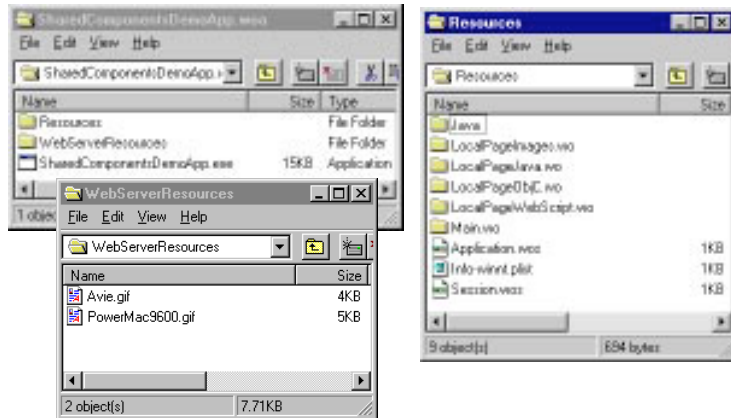 SharedComponentsDemoApp.woa
File Edit View Help
SharedComponentsDemoApp.w
Name Size Type
Resources File Folder
WebServerResources File Folder
SharedComponentsDemoApp.exe 15KB Application
1 objec
WebServerResources
File Edit View Help
WebServerResources
Name Size
Avie.gif 4KB
PowerMac9600.gif 5KB
2 object(s) 7.71KB
Resources
File Edit View Help
Resources
Name Size
Java
LocalPageImages.wo
LocalPageJava.wo
LocalPageObjC.wo
LocalPageWebScript.wo
Main.wo
Application.wos 1KB
Info-winnt.plist 1KB
Session.wos 1KB
9 object(s) 694 bytes